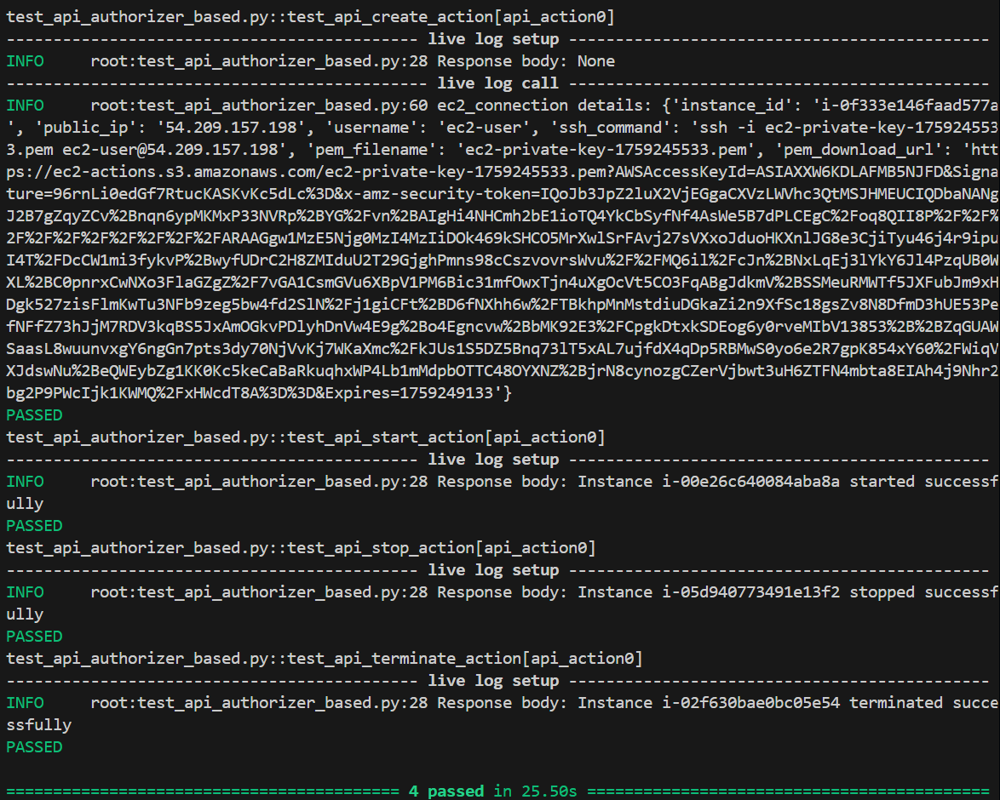 test_api_authorizer_based.py::test_api_create_action[api_action0]
-------------------------------------------- live log setup ---------------------------------------------
INFO     root:test_api_authorizer_based.py:28 Response body: None
--------------------------------------------- live log call ---------------------------------------------
INFO     root:test_api_authorizer_based.py:60 ec2_connection details: {'instance_id': 'i-0f333e146faad577a
', 'public_ip': '54.209.157.198', 'username': 'ec2-user', 'ssh_command': 'ssh -i ec2-private-key-175924553
3.pem ec2-user@54.209.157.198', 'pem_filename': 'ec2-private-key-1759245533.pem', 'pem_download_url': 'htt
ps://ec2-actions.s3.amazonaws.com/ec2-private-key-1759245533.pem?AWSAccessKeyId=ASIAXXW6KDLAFMB5NJFD&Signa
ture=96rnLi0edGf7RtucKASKvKc5dLc%3D&x-amz-security-token=IQoJb3JpZ2luX2VjEGgaCXVzLWVhc3QtMSJHMEUCIQDbaNANg
J2B7gZqyZCv%2Bnqn6ypMKMxP33NVRp%2BYG%2Fvn%2BAIgHi4NHCmh2bE1ioTQ4YkCbSyfNf4AsWe5B7dPLCEgC%2Foq8QII8P%2F%2F%
2F%2F%2F%2F%2F%2F%2F%2FARAAGgw1MzE5Njg0MzI4MzIiDOk469kSHCO5MrXwlSrFAvj27sVXxoJduoHKXnlJG8e3CjiTyu46j4r9ipu
I4T%2FDcCW1mi3fykvP%2BwyfUDrC2H8ZMIduU2T29GjghPmns98cCszvovrsWvu%2F%2FMQ6il%2FcJn%2BNxLqEj3lYkY6Jl4PzqUB0W
XL%2BC0pnrxCwNXo3FlaGZgZ%2F7vGA1CsmGVu6XBpV1PM6Bic31mfOwxTjn4uXgOcVt5CO3FqABgJdkmV%2BSSMeuRMWTf5JXFubJm9xH
Dgk527zisFlmKwTu3NFb9zeg5bw4fd2SlN%2Fj1giCFt%2BD6fNXhh6w%2FTBkhpMnMstdiuDGkaZi2n9XfSc18gsZv8N8DfmD3hUE53Pe
fNFfZ73hJjM7RDV3kqBS5JxAmOGkvPDlyhDnVw4E9g%2Bo4Egncvw%2BbMK92E3%2FCpgkDtxkSDEog6y0rveMIbV13853%2B%2BZqGUAW
SaasL8wuunvxgY6ngGn7pts3dy70NjVvKj7WKaXmc%2FkJUs1S5DZ5Bnq73lT5xAL7ujfdX4qDp5RBMwS0yo6e2R7gpK854xY60%2FWiqV
XJdswNu%2BeQWEybZg1KK0Kc5keCaBaRkuqhxWP4Lb1mMdpbOTTC48OYXNZ%2BjrN8cynozgCZerVjbwt3uH6ZTFN4mbta8EIAh4j9Nhr2
bg2P9PWcIjk1KWMQ%2FxHWcdT8A%3D%3D&Expires=1759249133'}
PASSED
test_api_authorizer_based.py::test_api_start_action[api_action0]
-------------------------------------------- live log setup ---------------------------------------------
INFO     root:test_api_authorizer_based.py:28 Response body: Instance i-00e26c640084aba8a started successf
ully
PASSED
test_api_authorizer_based.py::test_api_stop_action[api_action0]
-------------------------------------------- live log setup ---------------------------------------------
INFO     root:test_api_authorizer_based.py:28 Response body: Instance i-05d940773491e13f2 stopped successf
ully
PASSED
test_api_authorizer_based.py::test_api_terminate_action[api_action0]
-------------------------------------------- live log setup ---------------------------------------------
INFO     root:test_api_authorizer_based.py:28 Response body: Instance i-02f630bae0bc05e54 terminated succe
ssfully
PASSED
========================================== 4 passed in 25.50s ===========================================